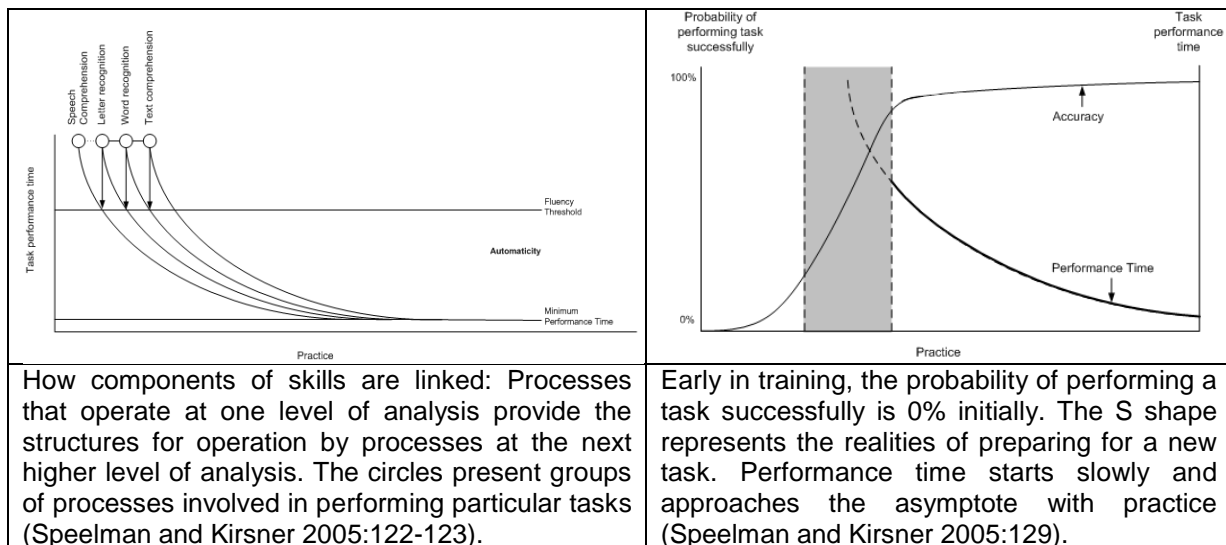 Speech
Comprehension
Letter recognition
Word recognition
Text comprehension
Task performance time
Fluency
Threshold
Automaticity
Minimum
Performance Time
Practice
How components of skills are linked: Processes
that operate at one level of analysis provide the
structures for operation by processes at the next
higher level of analysis. The circles present groups
of processes involved in performing particular tasks
(Speelman and Kirsner 2005:122-123).
Probability of
performing task
successfully
Task
performance
time
100%
Accuracy
Performance Time
0%
Practice
Early in training, the probability of performing a
task successfully is 0% initially. The S shape
represents the realities of preparing for a new
task. Performance time starts slowly and
approaches the asymptote with practice
(Speelman and Kirsner 2005:129).